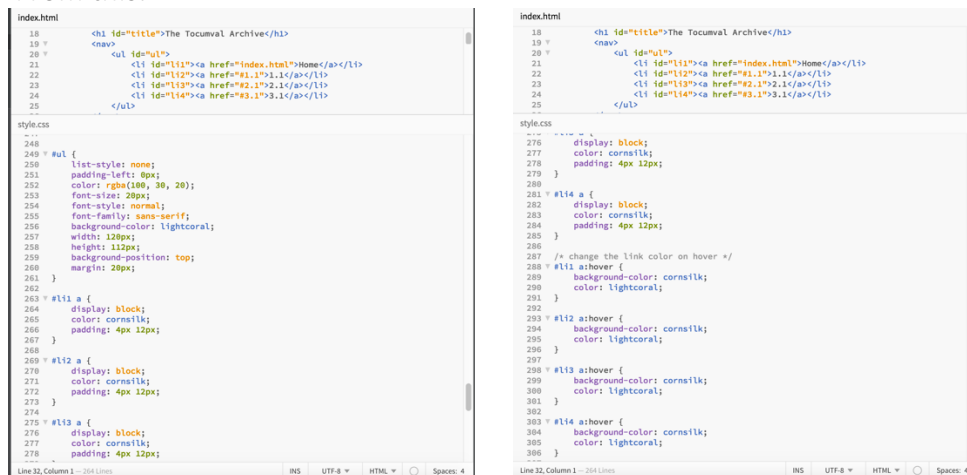 index.html
18 <h1 id="title">The Tocumval Archive</h1>
19 <nav>
20 <ul id="ul">
21 <li id="li1"><a href="index.html">Home</a></li>
22 <li id="li2"><a href="#1.1">1.1</a></li>
23 <li id="li3"><a href="#2.1">2.1</a></li>
24 <li id="li4"><a href="#3.1">3.1</a></li>
25 </ul>
style.css
248
249 #ul {
250 list-style: none;
251 padding-left: 0px;
252 color: rgba(100, 30, 20);
253 font-size: 20px;
254 font-style: normal;
255 font-family: sans-serif;
256 background-color: lightcoral;
257 width: 120px;
258 height: 112px;
259 background-position: top;
260 margin: 20px;
261 }
262
263 #li1 a {
264 display: block;
265 color: cornsilk;
266 padding: 4px 12px;
267 }
268
269 #li2 a {
270 display: block;
271 color: cornsilk;
272 padding: 4px 12px;
273 }
274
275 #li3 a {
276 display: block;
277 color: cornsilk;
278 padding: 4px 12px;
Line 32, Column 1 — 264 Lines INS UTF-8 HTML Spaces: 4
index.html
18 <h1 id="title">The Tocumval Archive</h1>
19 <nav>
20 <ul id="ul">
21 <li id="li1"><a href="index.html">Home</a></li>
22 <li id="li2"><a href="#1.1">1.1</a></li>
23 <li id="li3"><a href="#2.1">2.1</a></li>
24 <li id="li4"><a href="#3.1">3.1</a></li>
25 </ul>
style.css
276 display: block;
277 color: cornsilk;
278 padding: 4px 12px;
279 }
280
281 #li4 a {
282 display: block;
283 color: cornsilk;
284 padding: 4px 12px;
285 }
286
287 /* change the link color on hover */
288 #li1 a:hover {
289 background-color: cornsilk;
290 color: lightcoral;
291 }
292
293 #li2 a:hover {
294 background-color: cornsilk;
295 color: lightcoral;
296 }
297
298 #li3 a:hover {
299 background-color: cornsilk;
300 color: lightcoral;
301 }
302
303 #li4 a:hover {
304 background-color: cornsilk;
305 color: lightcoral;
306 }
Line 32, Column 1 — 264 Lines INS UTF-8 HTML Spaces: 4